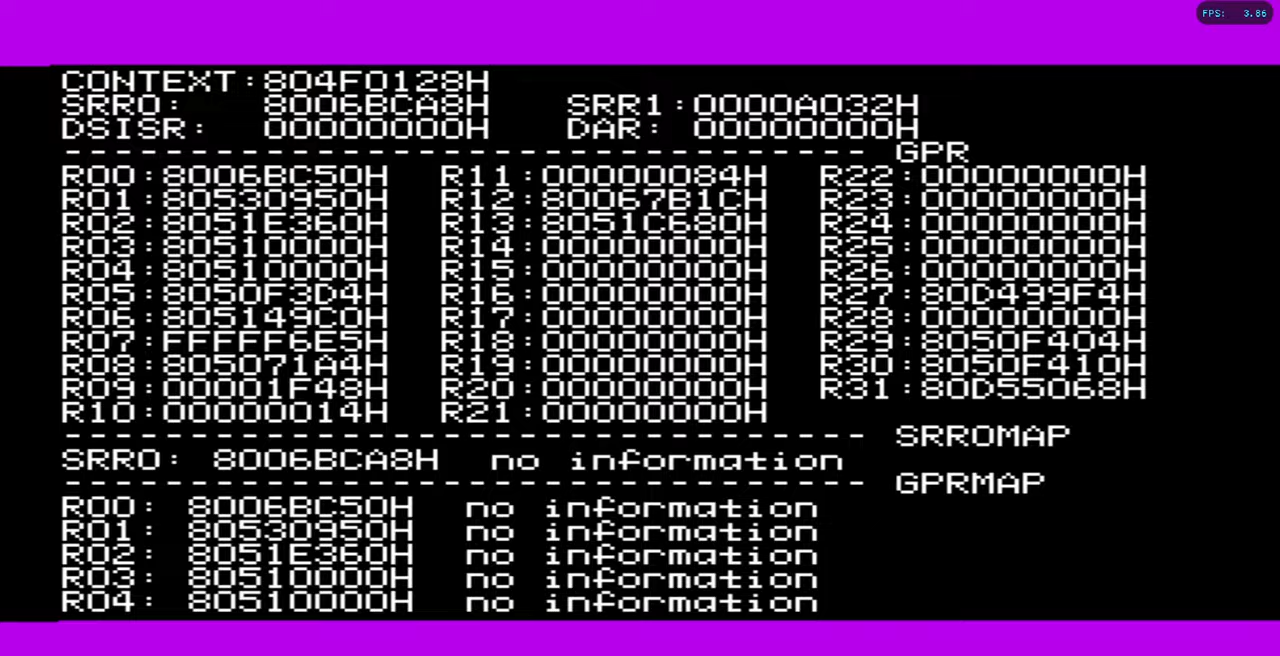 FPS: 3.86
CONTEXT:804F0128H
SRR0: 8006BCA8H SRR1:0000A032H
DSISR: 00000000H DAR: 00000000H
-------------------------------- GPR
R00:8006BC50H R11:00000084H R22:00000000H
R01:80530950H R12:80067B1CH R23:00000000H
R02:8051E360H R13:8051C680H R24:00000000H
R03:80510000H R14:00000000H R25:00000000H
R04:80510000H R15:00000000H R26:00000000H
R05:8050F3D4H R16:00000000H R27:80D499F4H
R06:805149C0H R17:00000000H R28:00000000H
R07:FFFFF6E5H R18:00000000H R29:8050F404H
R08:805071A4H R19:00000000H R30:8050F410H
R09:00001F48H R20:00000000H R31:80D55068H
R10:00000014H R21:00000000H
-------------------------------- SRR0MAP
SRR0: 8006BCA8H no information
-------------------------------- GPRMAP
R00: 8006BC50H no information
R01: 80530950H no information
R02: 8051E360H no information
R03: 80510000H no information
R04: 80510000H no information